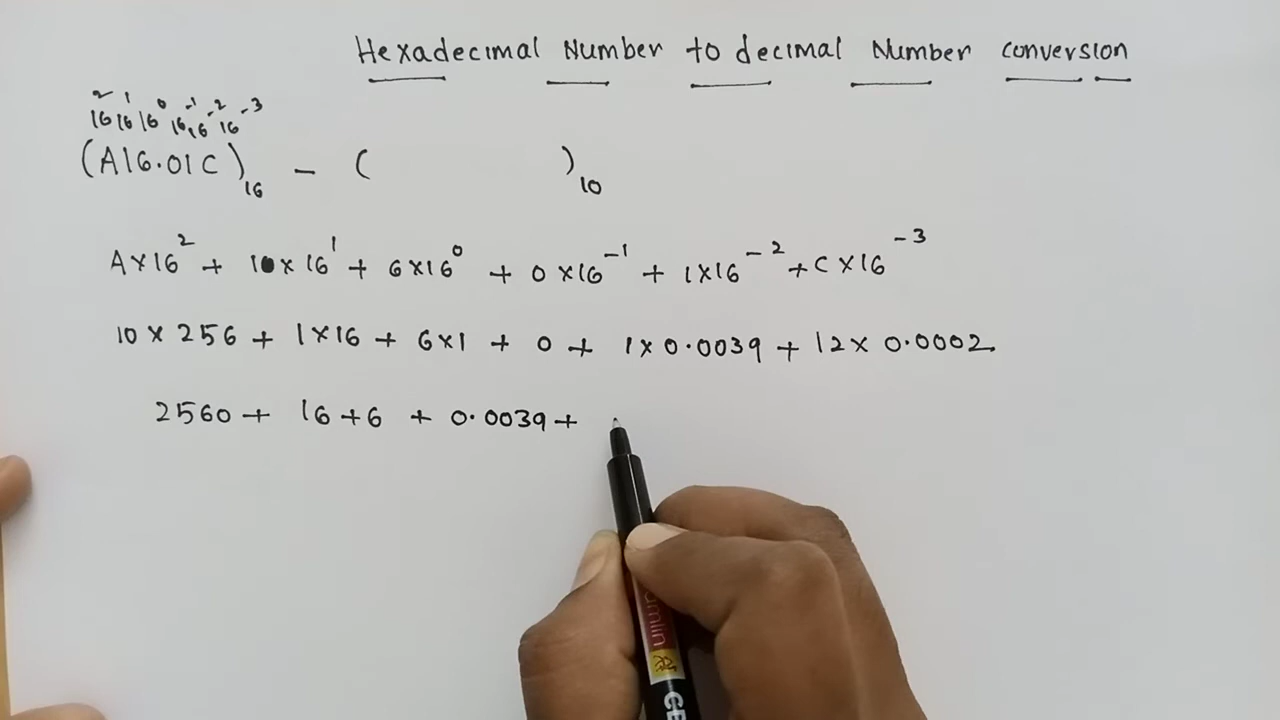 Hexadecimal Number to decimal Number conversion
16² 16¹ 16⁰ 16⁻¹ 16⁻² 16⁻³
(A16.01C)₁₆ - ( )₁₀
A×16² + 10× 16¹ + 6×16⁰ + 0×16⁻¹ + 1×16⁻² + C×16⁻³
10 × 256 + 1×16 + 6×1 + 0 + 1×0.0039 + 12× 0.0002
2560 + 16+6 + 0.0039 +